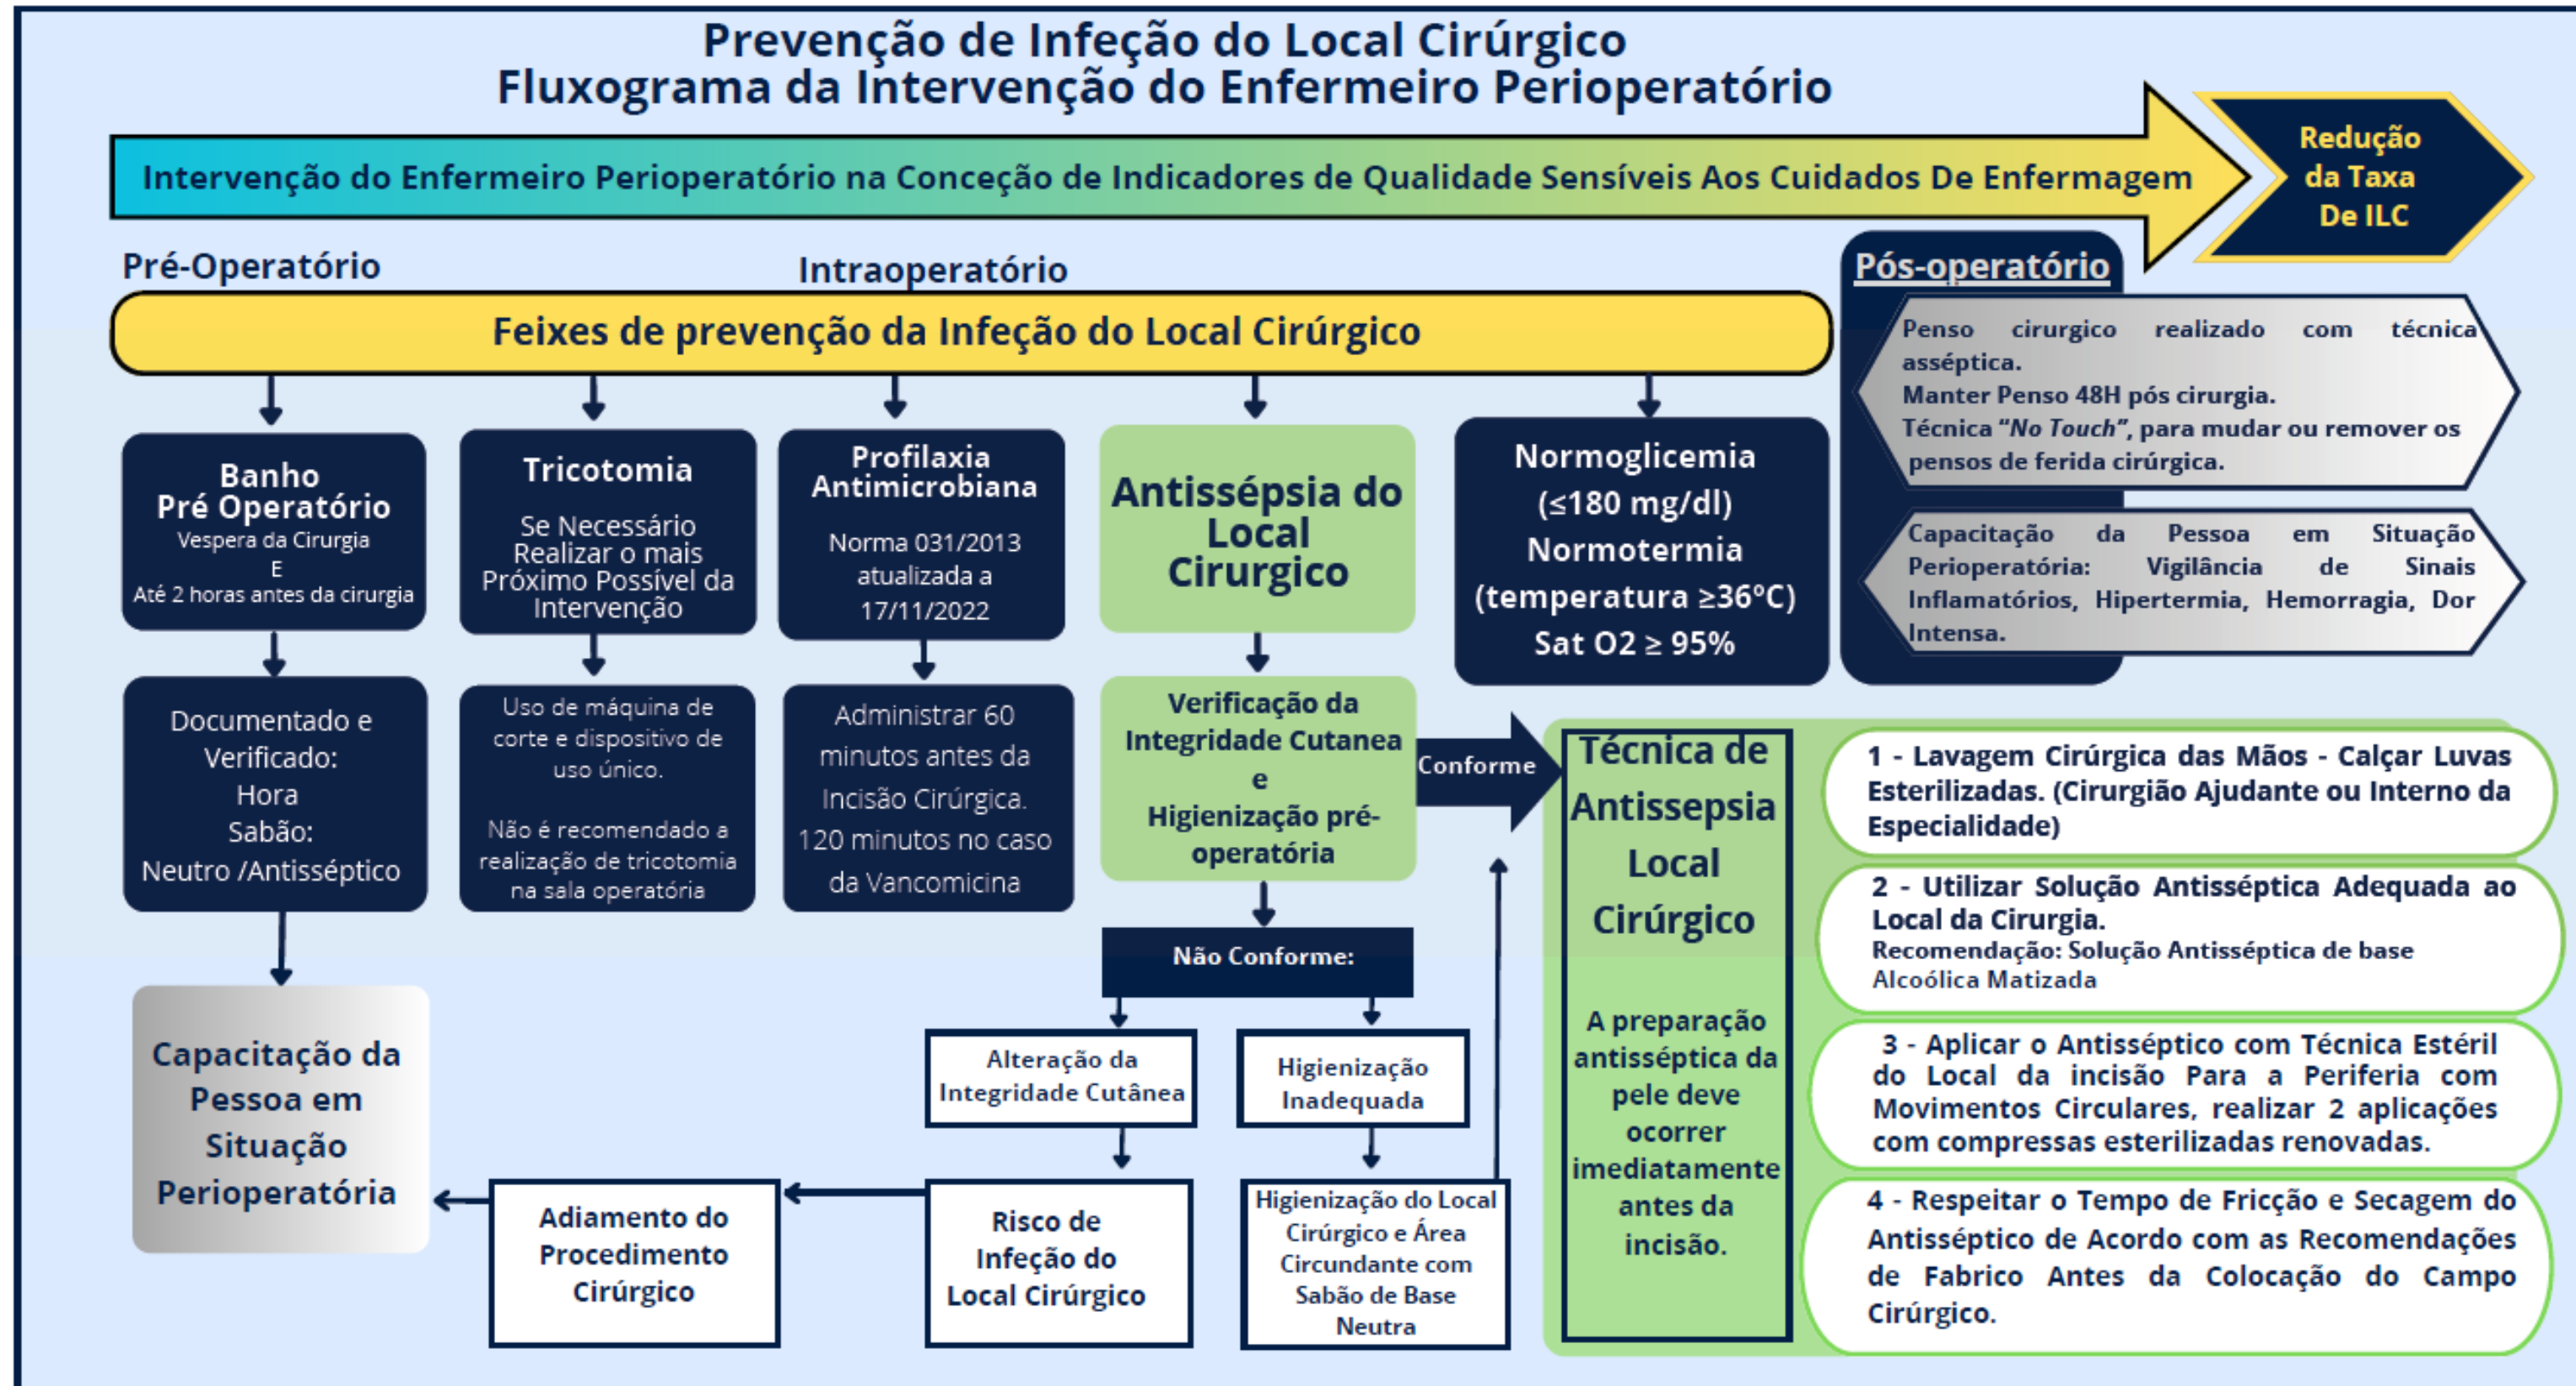 Prevenção de Infeção do Local Cirúrgico
Fluxograma da Intervenção do Enfermeiro Perioperatório
Intervenção do Enfermeiro Perioperatório na Conceção de Indicadores de Qualidade Sensíveis Aos Cuidados De Enfermagem
Redução
da Taxa
De ILC
Pré-Operatório
Intraoperatório
Pós-operatório
Feixes de prevenção da Infeção do Local Cirúrgico
Banho
Pré Operatório
Vespera da Cirurgia
E
Até 2 horas antes da cirurgia
Documentado e
Verificado:
Hora
Sabão:
Neutro /Antisséptico
Capacitação da
Pessoa em
Situação
Perioperatória
Tricotomia
Se Necessário
Realizar o mais
Próximo Possível da
Intervenção
Uso de máquina de
corte e dispositivo de
uso único.
Não é recomendado a
realização de tricotomia
na sala operatória
Profilaxia
Antimicrobiana
Norma 031/2013
atualizada a
17/11/2022
Administrar 60
minutos antes da
Incisão Cirúrgica.
120 minutos no caso
da Vancomicina
Antissépsia do
Local
Cirurgico
Verificação da
Integridade Cutanea
e
Higienização pré-
operatória
Conforme
Não Conforme:
Alteração da
Integridade Cutânea
Higienização
Inadequada
Adiamento do
Procedimento
Cirúrgico
Risco de
Infeção do
Local Cirúrgico
Higienização do Local
Cirúrgico e Área
Circundante com
Sabão de Base
Neutra
Normoglicemia
(≤180 mg/dl)
Normotermia
(temperatura ≥36ºC)
Sat O2 ≥ 95%
Penso cirurgico realizado com técnica
asséptica.
Manter Penso 48H pós cirurgia.
Técnica “No Touch”, para mudar ou remover os
pensos de ferida cirúrgica.
Capacitação da Pessoa em Situação
Perioperatória: Vigilância de Sinais
Inflamatórios, Hipertermia, Hemorragia, Dor
Intensa.
Técnica de
Antissepsia
Local
Cirúrgico
A preparação
antisséptica da
pele deve
ocorrer
imediatamente
antes da
incisão.
1 - Lavagem Cirúrgica das Mãos - Calçar Luvas
Esterilizadas. (Cirurgião Ajudante ou Interno da
Especialidade)
2 - Utilizar Solução Antisséptica Adequada ao
Local da Cirurgia.
Recomendação: Solução Antisséptica de base
Alcoólica Matizada
3 - Aplicar o Antisséptico com Técnica Estéril
do Local da incisão Para a Periferia com
Movimentos Circulares, realizar 2 aplicações
com compressas esterilizadas renovadas.
4 - Respeitar o Tempo de Fricção e Secagem do
Antisséptico de Acordo com as Recomendações
de Fabrico Antes da Colocação do Campo
Cirúrgico.